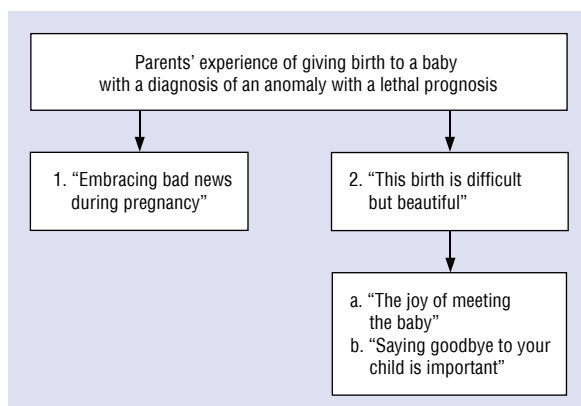 Parents’ experience of giving birth to a baby
with a diagnosis of an anomaly with a lethal prognosis
1. “Embracing bad news
during pregnancy”
2. “This birth is difficult
but beautiful”
a. “The joy of meeting
the baby”
b. “Saying goodbye to your
child is important”